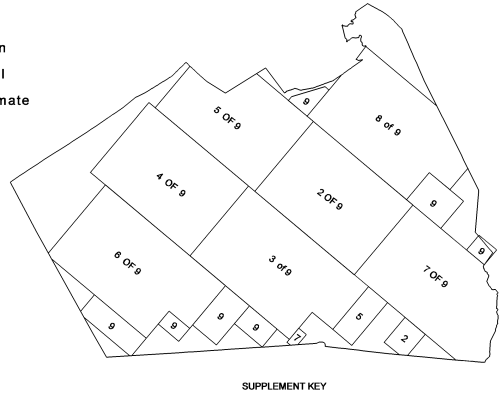 n
l
mate
9
5 OF 9
8 of 9
4 OF 9
2 OF 9
9
9
6 OF 9
3 of 9
7 OF 9
9
9
9
9
7
5
2
SUPPLEMENT KEY